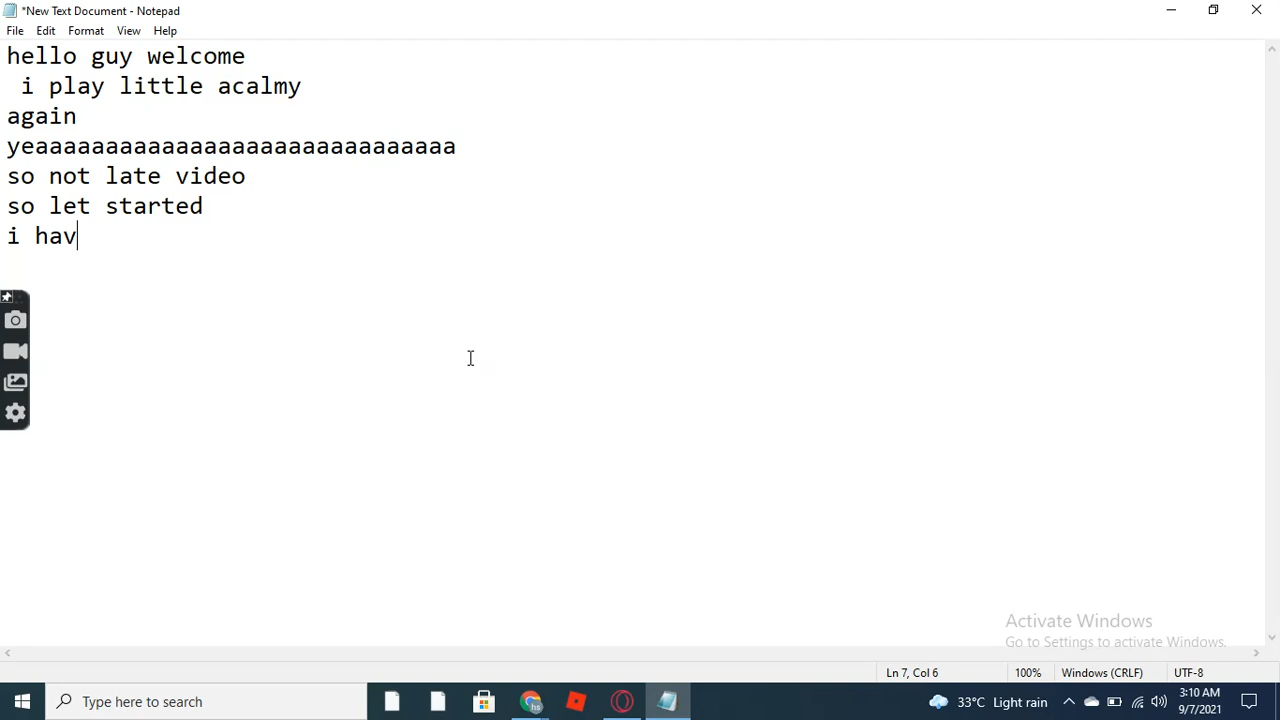 *New Text Document - Notepad
File Edit Format View Help
hello guy welcome
i play little acalmy
again
yeaaaaaaaaaaaaaaaaaaaaaaaaaaaaaa
so not late video
so let started
i hav
Activate Windows
Go to Settings to activate Windows.
Ln 7, Col 6 100% Windows (CRLF) UTF-8
Type here to search hs 33°C Light rain 3:10 AM
9/7/2021